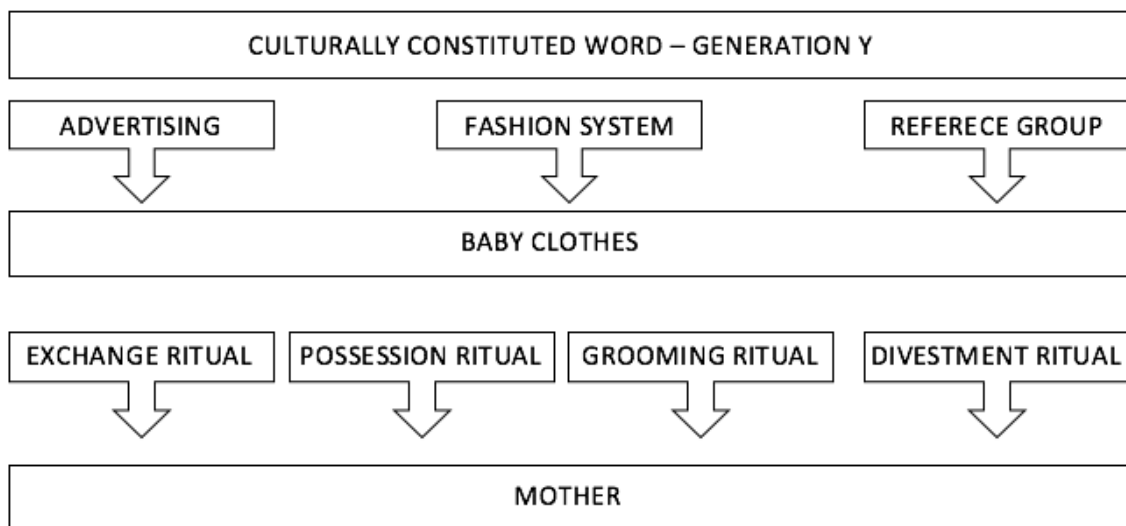 CULTURALLY CONSTITUTED WORD – GENERATION Y
ADVERTISING
FASHION SYSTEM
REFERECE GROUP
BABY CLOTHES
EXCHANGE RITUAL
POSSESSION RITUAL
GROOMING RITUAL
DIVESTMENT RITUAL
MOTHER